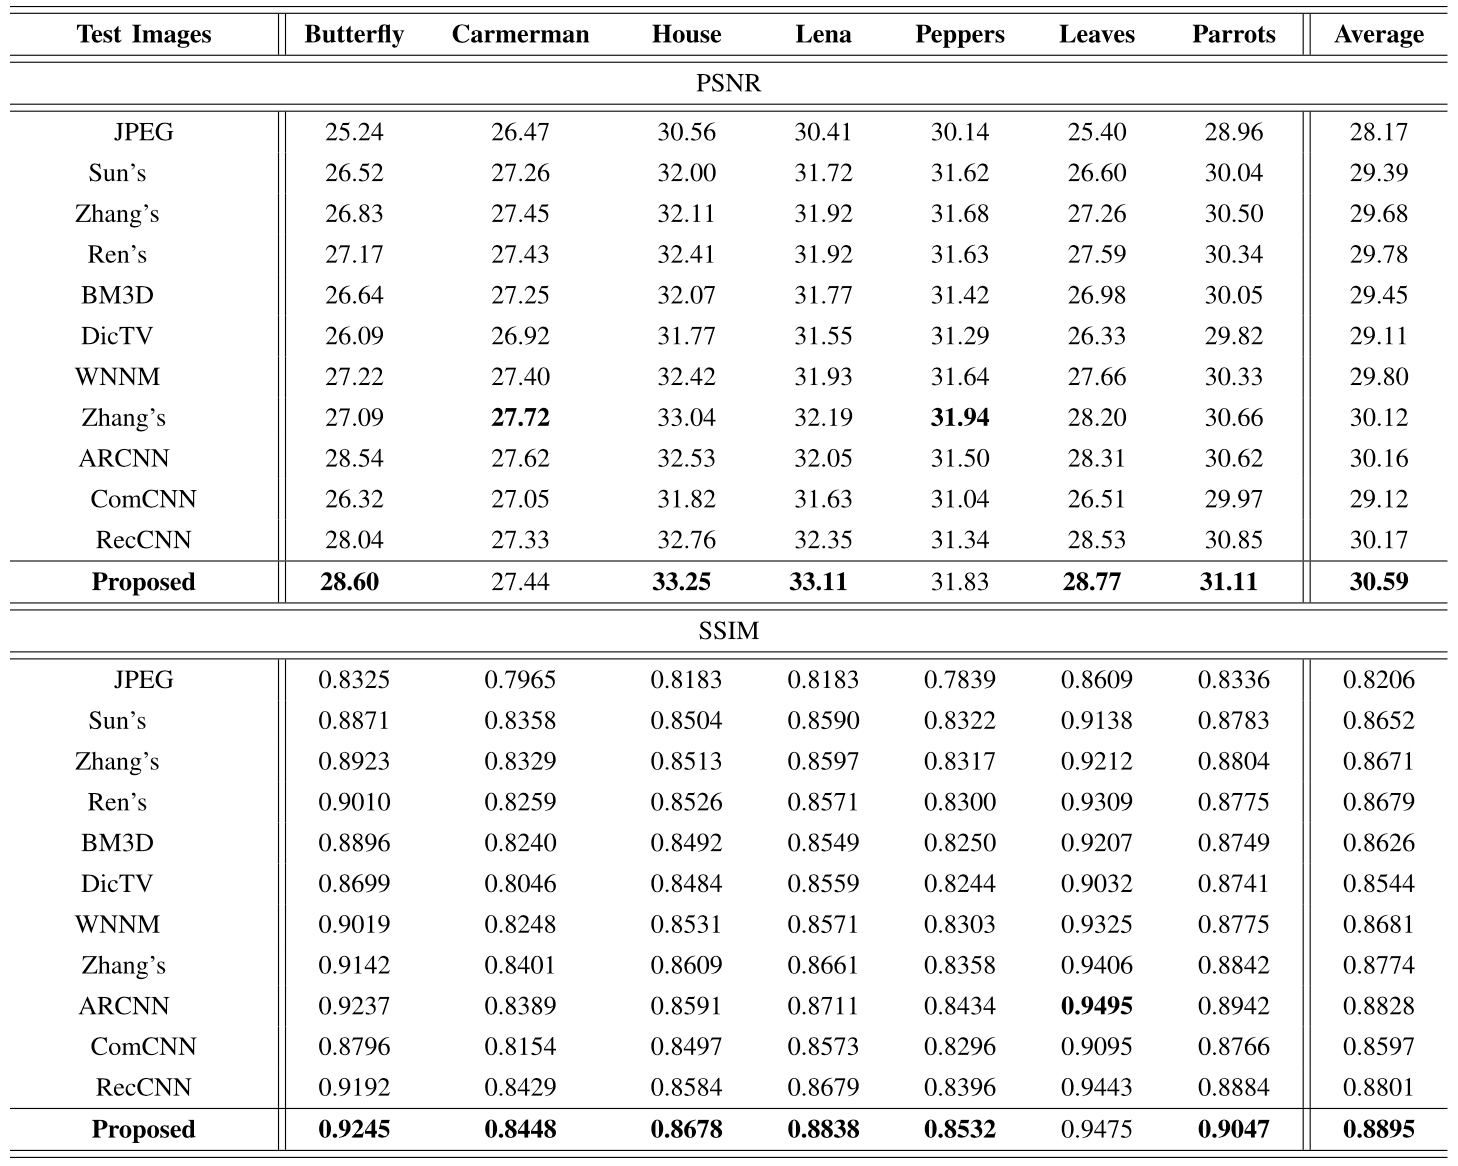 Test Images Butterfly Carmerman House Lena Peppers Leaves Parrots Average
PSNR
JPEG 25.24 26.47 30.56 30.41 30.14 25.40 28.96 28.17
Sun's 26.52 27.26 32.00 31.72 31.62 26.60 30.04 29.39
Zhang's 26.83 27.45 32.11 31.92 31.68 27.26 30.50 29.68
Ren's 27.17 27.43 32.41 31.92 31.63 27.59 30.34 29.78
BM3D 26.64 27.25 32.07 31.77 31.42 26.98 30.05 29.45
DicTV 26.09 26.92 31.77 31.55 31.29 26.33 29.82 29.11
WNNM 27.22 27.40 32.42 31.93 31.64 27.66 30.33 29.80
Zhang's 27.09 27.72 33.04 32.19 31.94 28.20 30.66 30.12
ARCNN 28.54 27.62 32.53 32.05 31.50 28.31 30.62 30.16
ComCNN 26.32 27.05 31.82 31.63 31.04 26.51 29.97 29.12
RecCNN 28.04 27.33 32.76 32.35 31.34 28.53 30.85 30.17
Proposed 28.60 27.44 33.25 33.11 31.83 28.77 31.11 30.59
SSIM
JPEG 0.8325 0.7965 0.8183 0.8183 0.7839 0.8609 0.8336 0.8206
Sun's 0.8871 0.8358 0.8504 0.8590 0.8322 0.9138 0.8783 0.8652
Zhang's 0.8923 0.8329 0.8513 0.8597 0.8317 0.9212 0.8804 0.8671
Ren's 0.9010 0.8259 0.8526 0.8571 0.8300 0.9309 0.8775 0.8679
BM3D 0.8896 0.8240 0.8492 0.8549 0.8250 0.9207 0.8749 0.8626
DicTV 0.8699 0.8046 0.8484 0.8559 0.8244 0.9032 0.8741 0.8544
WNNM 0.9019 0.8248 0.8531 0.8571 0.8303 0.9325 0.8775 0.8681
Zhang's 0.9142 0.8401 0.8609 0.8661 0.8358 0.9406 0.8842 0.8774
ARCNN 0.9237 0.8389 0.8591 0.8711 0.8434 0.9495 0.8942 0.8828
ComCNN 0.8796 0.8154 0.8497 0.8573 0.8296 0.9095 0.8766 0.8597
RecCNN 0.9192 0.8429 0.8584 0.8679 0.8396 0.9443 0.8884 0.8801
Proposed 0.9245 0.8448 0.8678 0.8838 0.8532 0.9475 0.9047 0.8895